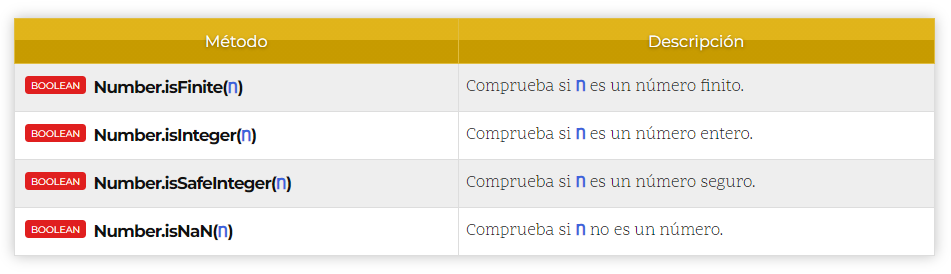 Método Descripción
BOOLEAN Number.isFinite(n) Comprueba si n es un número finito.
BOOLEAN Number.isInteger(n) Comprueba si n es un número entero.
BOOLEAN Number.isSafeInteger(n) Comprueba si n es un número seguro.
BOOLEAN Number.isNaN(n) Comprueba si n no es un número.